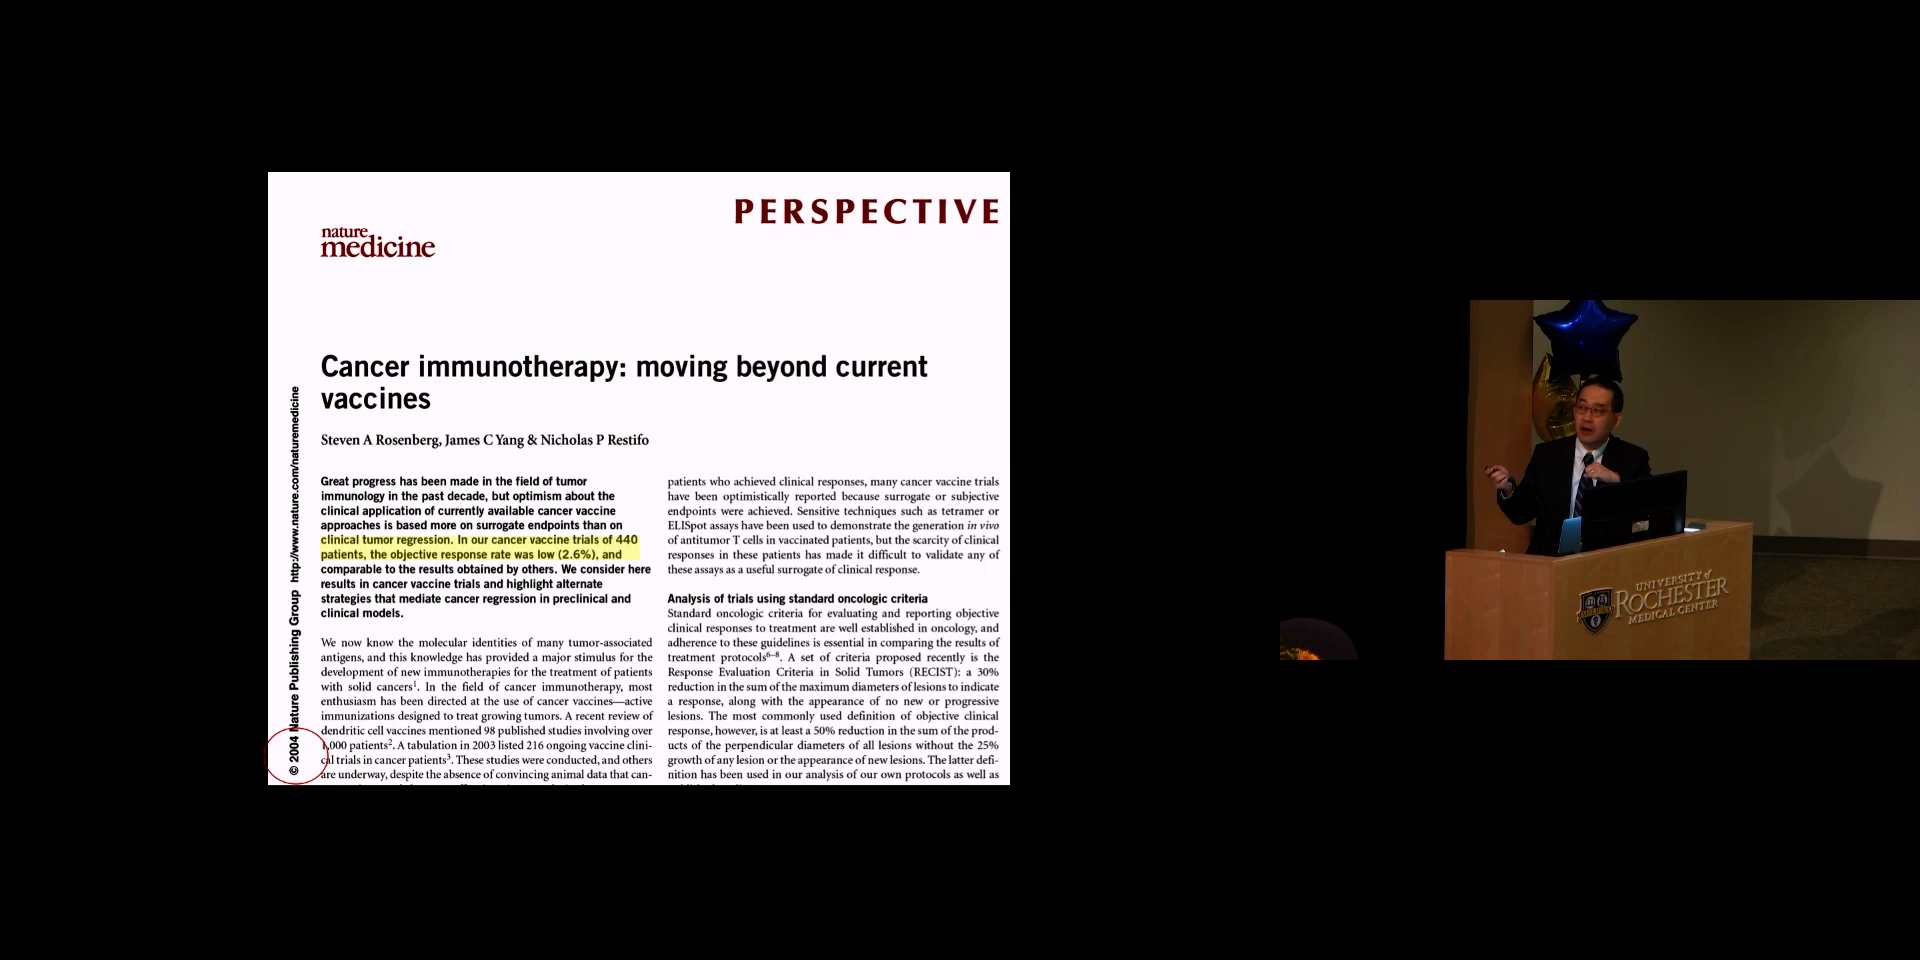 PERSPECTIVE
nature
medicine
Cancer immunotherapy: moving beyond current
vaccines
Steven A Rosenberg, James C Yang & Nicholas P Restifo
Great progress has been made in the field of tumor
immunology in the past decade, but optimism about the
clinical application of currently available cancer vaccine
approaches is based more on surrogate endpoints than on
clinical tumor regression. In our cancer vaccine trials of 440
patients, the objective response rate was low (2.6%), and
comparable to the results obtained by others. We consider here
results in cancer vaccine trials and highlight alternate
strategies that mediate cancer regression in preclinical and
clinical models.
We now know the molecular identities of many tumor-associated
antigens, and this knowledge has provided a major stimulus for the
development of new immunotherapies for the treatment of patients
with solid cancers1. In the field of cancer immunotherapy, most
enthusiasm has been directed at the use of cancer vaccines—active
immunizations designed to treat growing tumors. A recent review of
dendritic cell vaccines mentioned 98 published studies involving over
1,000 patients2. A tabulation in 2003 listed 216 ongoing vaccine clini-
cal trials in cancer patients3. These studies were conducted, and others
are underway, despite the absence of convincing animal data that can-
patients who achieved clinical responses, many cancer vaccine trials
have been optimistically reported because surrogate or subjective
endpoints were achieved. Sensitive techniques such as tetramer or
ELISpot assays have been used to demonstrate the generation in vivo
of antitumor T cells in vaccinated patients, but the scarcity of clinical
responses in these patients has made it difficult to validate any of
these assays as a useful surrogate of clinical response.
Analysis of trials using standard oncologic criteria
Standard oncologic criteria for evaluating and reporting objective
clinical responses to treatment are well established in oncology, and
adherence to these guidelines is essential in comparing the results of
treatment protocols6–8. A set of criteria proposed recently is the
Response Evaluation Criteria in Solid Tumors (RECIST): a 30%
reduction in the sum of the maximum diameters of lesions to indicate
a response, along with the appearance of no new or progressive
lesions. The most commonly used definition of objective clinical
response, however, is at least a 50% reduction in the sum of the prod-
ucts of the perpendicular diameters of all lesions without the 25%
growth of any lesion or the appearance of new lesions. The latter defi-
nition has been used in our analysis of our own protocols as well as
© 2004 Nature Publishing Group http://www.nature.com/naturemedicine
UNIVERSITY of
ROCHESTER
MEDICAL CENTER